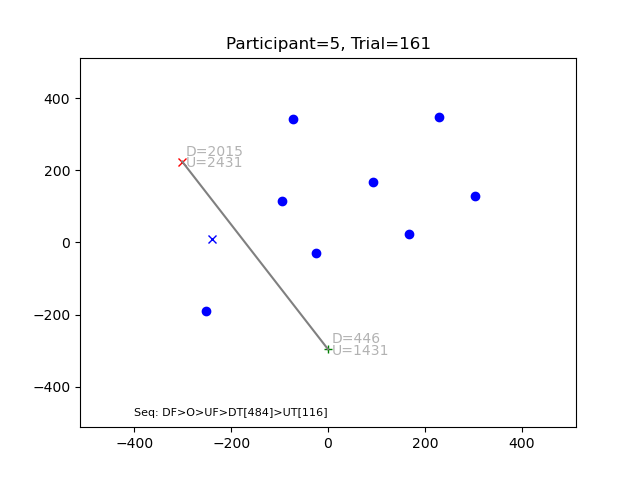 Participant=5, Trial=161
400
200
0
−200
−400
D=2015
U=2431
D=446
U=1431
Seq: DF>O>UF>DT[484]>UT[116]
−400 −200 0 200 400